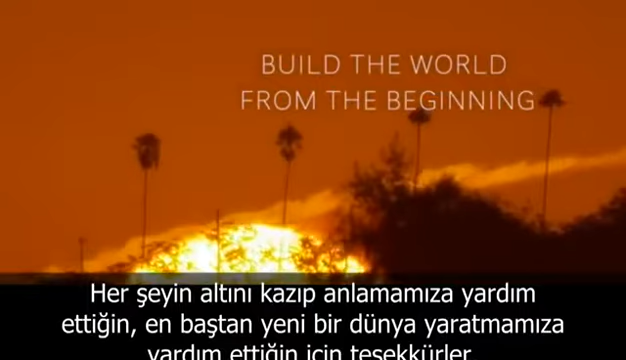 BUILD THE WORLD
FROM THE BEGINNING
Her şeyin altını kazıp anlamamıza yardım
ettiğin, en baştan yeni bir dünya yaratmamıza
yardım ettiğin için teşekkürler